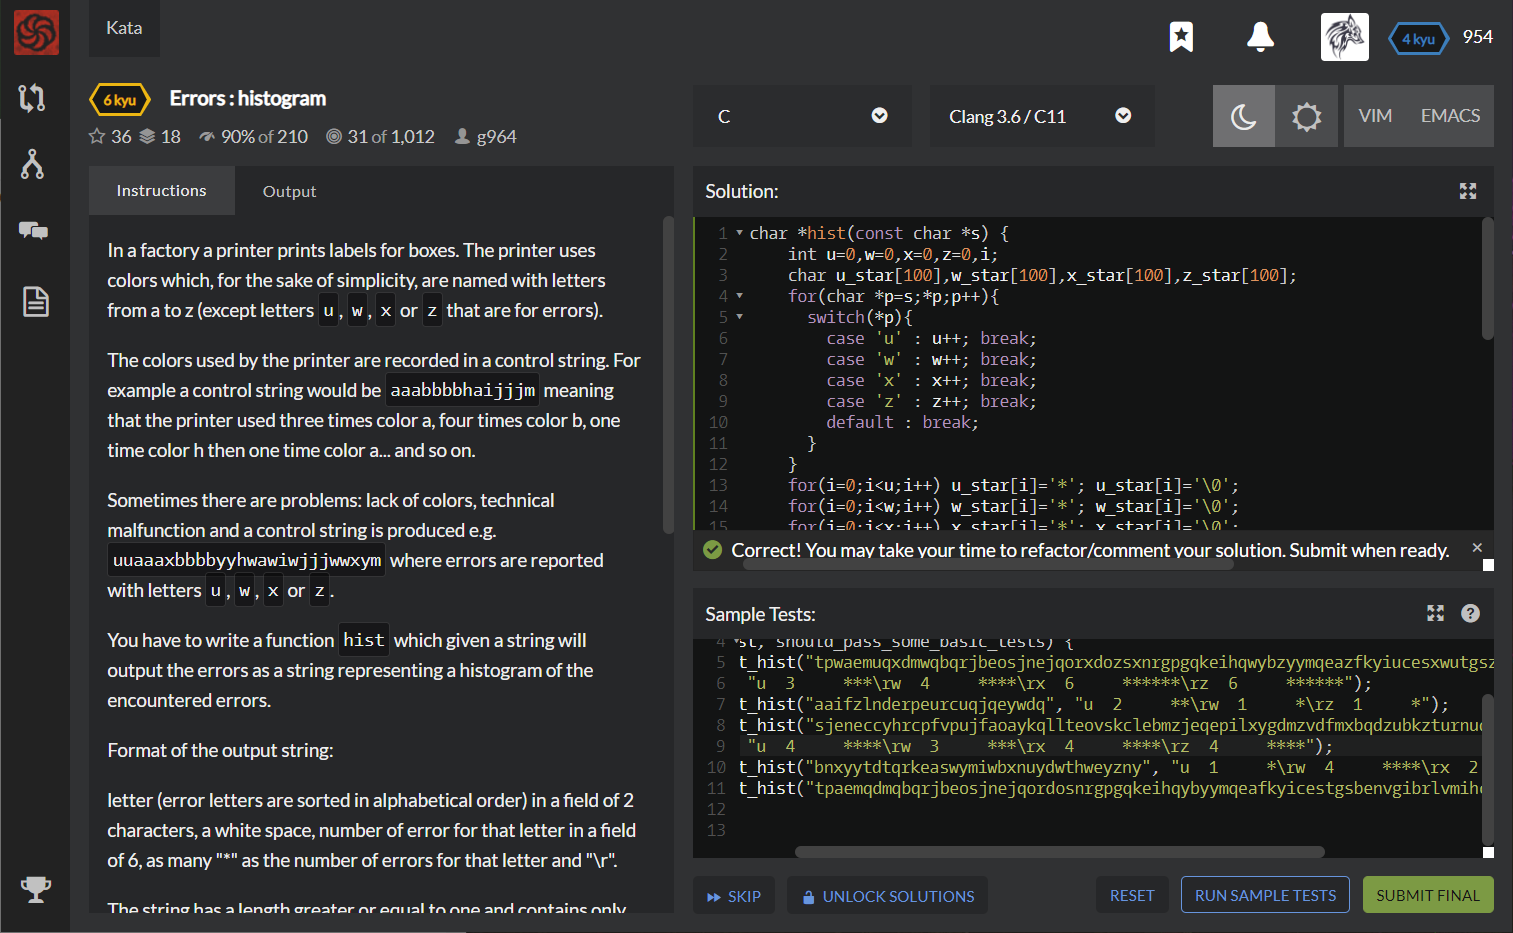 Kata
4 kyu 954
6 kyu Errors : histogram
36 18 90% of 210 31 of 1,012 g964
C
Clang 3.6 / C11
VIM EMACS
Instructions Output
In a factory a printer prints labels for boxes. The printer uses
colors which, for the sake of simplicity, are named with letters
from a to z (except letters u, w, x or z that are for errors).
The colors used by the printer are recorded in a control string. For
example a control string would be aaabbbbhaijjjm meaning
that the printer used three times color a, four times color b, one
time color h then one time color a... and so on.
Sometimes there are problems: lack of colors, technical
malfunction and a control string is produced e.g.
uuaaaxbbbbyyhwawiwjjjwwxym where errors are reported
with letters u, w, x or z.
You have to write a function hist which given a string will
output the errors as a string representing a histogram of the
encountered errors.
Format of the output string:
letter (error letters are sorted in alphabetical order) in a field of 2
characters, a white space, number of error for that letter in a field
of 6, as many "*" as the number of errors for that letter and "\r".
The string has a length greater or equal to one and contains only
Solution:
1 char *hist(const char *s) {
2 int u=0,w=0,x=0,z=0,i;
3 char u_star[100],w_star[100],x_star[100],z_star[100];
4 for(char *p=s;*p;p++){
5 switch(*p){
6 case 'u' : u++; break;
7 case 'w' : w++; break;
8 case 'x' : x++; break;
9 case 'z' : z++; break;
10 default : break;
11 }
12 }
13 for(i=0;i<u;i++) u_star[i]='*'; u_star[i]='\0';
14 for(i=0;i<w;i++) w_star[i]='*'; w_star[i]='\0';
15 for(i=0;i<x;i++) x_star[i]='*'; x_star[i]='\0';
Correct! You may take your time to refactor/comment your solution. Submit when ready. ×
Sample Tests:
4 st, should_pass_some_basic_tests) {
5 t_hist("tpwaemuqxdmwqbqrjbeosjnejqorxdozsxnrgpgqkeihqwybzyymqeazfkyiucesxwutgsz
6 "u  3     ***\rw  4     ****\rx  6     ******\rz  6     ******");
7 t_hist("aaifzlnderpeurcuqjqeywdq", "u  2     **\rw  1     *\rz  1     *");
8 t_hist("sjeneccyhrcpfvpujfaoaykqllteovskclebmzjeqepilxygdmzvdfmxbqdzubkzturnuq
9 "u  4     ****\rw  3     ***\rx  4     ****\rz  4     ****");
10 t_hist("bnxyytdtqrkeaswymiwbxnuydwthweyzny", "u  1     *\rw  4     ****\rx  2
11 t_hist("tpaemqdmqbqrjbeosjnejqordosnrgpgqkeihqybyymqeafkyicestgsbenvgibrlvmihc
12
13
SKIP UNLOCK SOLUTIONS RESET RUN SAMPLE TESTS SUBMIT FINAL